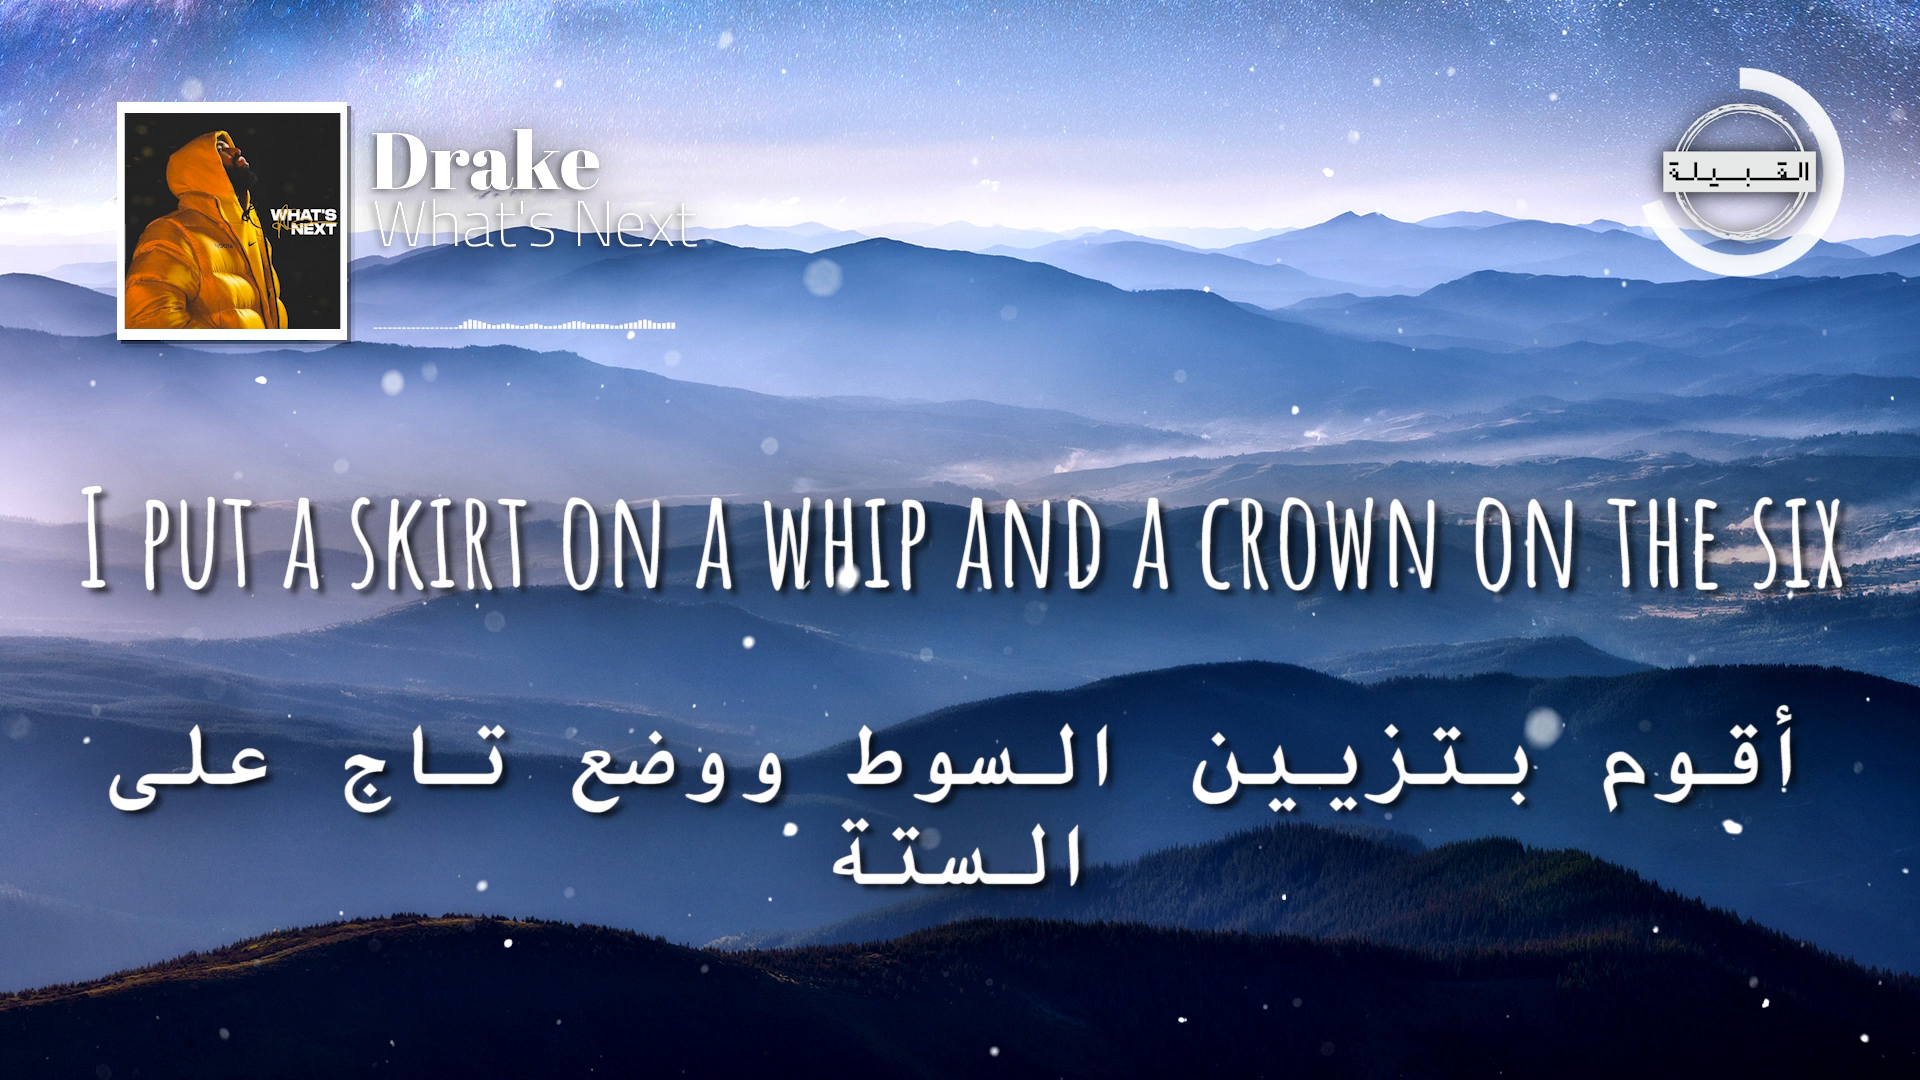 Drake
What's Next
WHAT'S
NEXT
القبيلة
I PUT A SKIRT ON A WHIP AND A CROWN ON THE SIX
أقوم بتزيين السوط ووضع تاج على
الستة